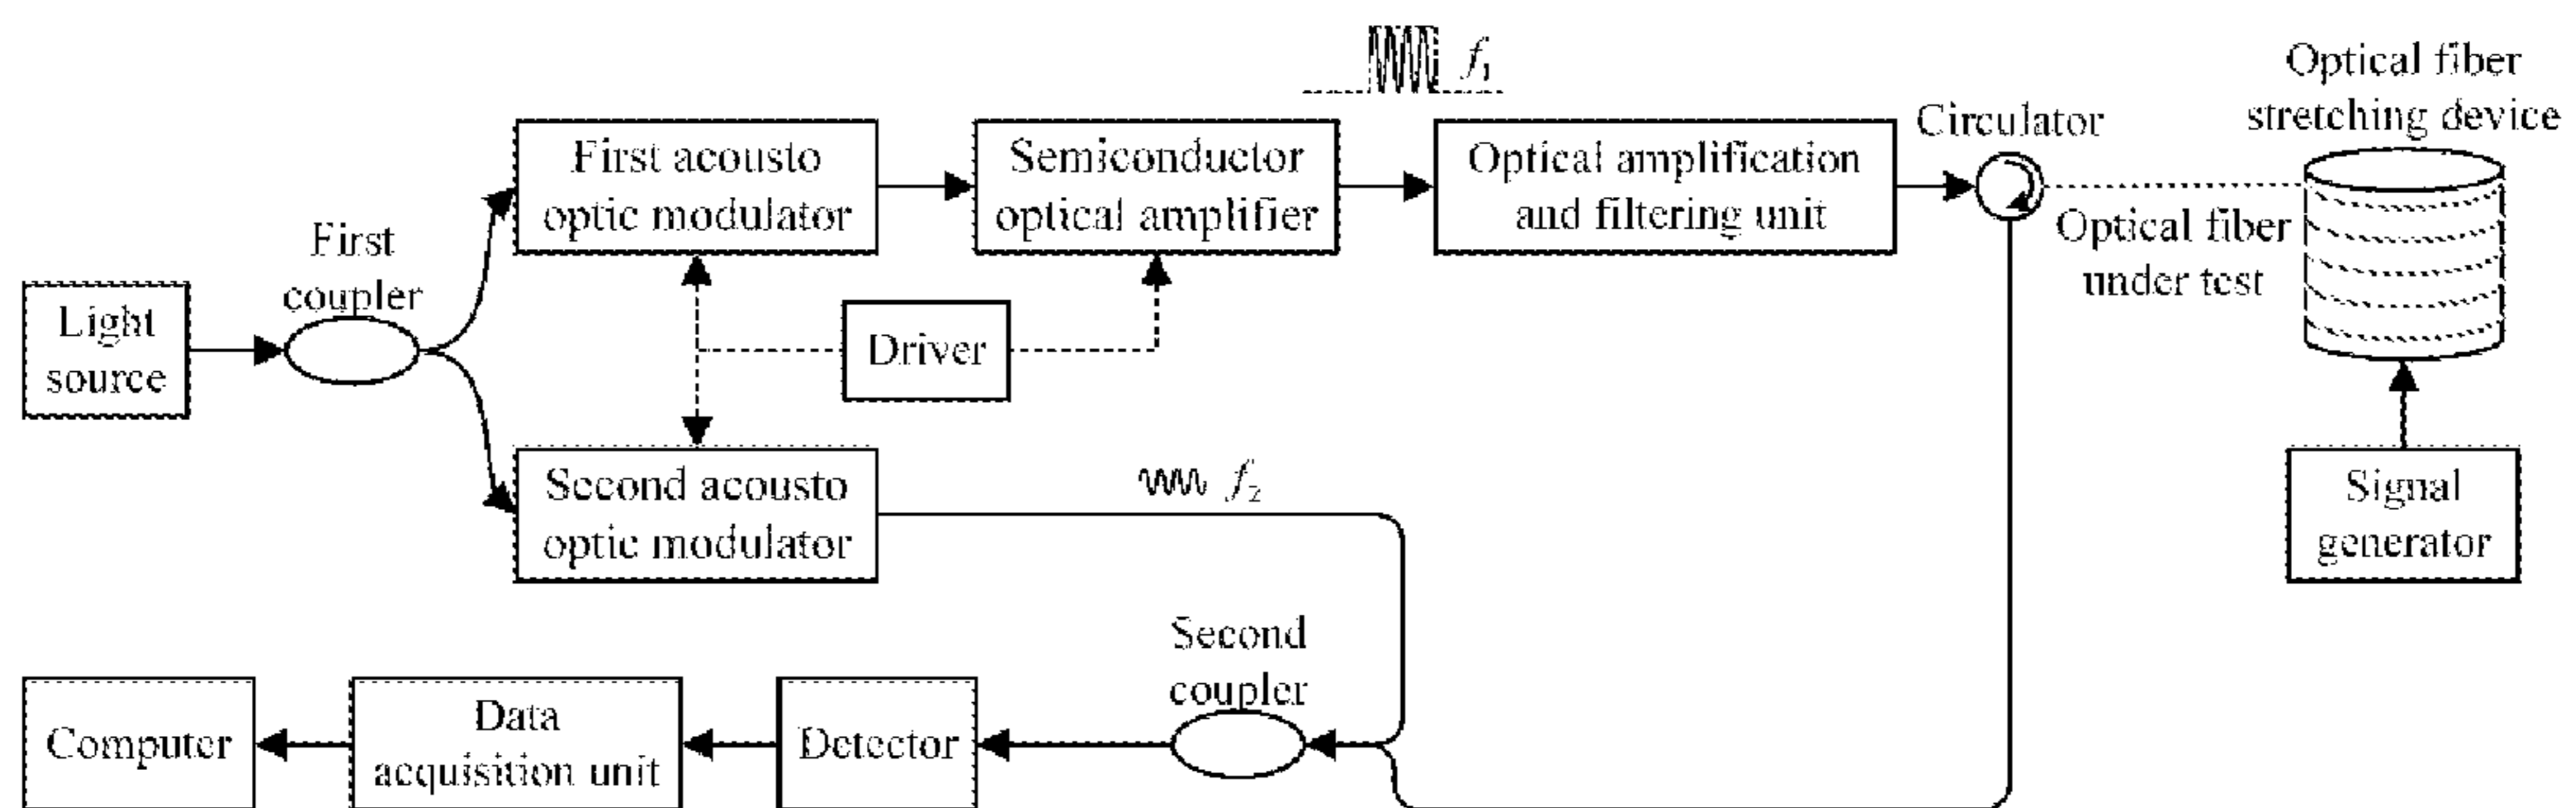 f₁
Optical fiber
stretching device
Circulator
First acousto
optic modulator
Semiconductor
optical amplifier
Optical amplification
and filtering unit
Optical fiber
under test
First
coupler
Light
source
Driver
Second acousto
optic modulator
f₂
Signal
generator
Second
coupler
Computer
Data
acquisition unit
Detector